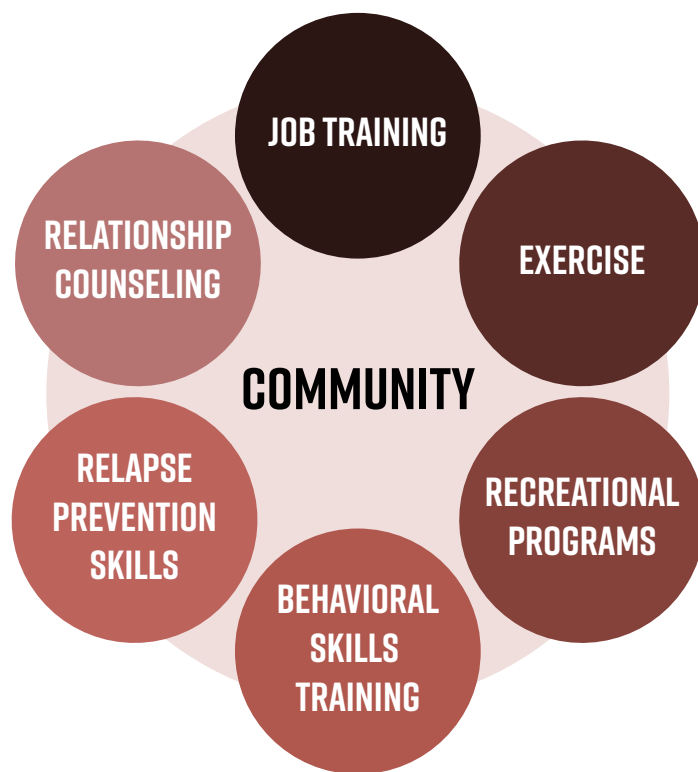 JOB TRAINING
EXERCISE
RECREATIONAL
PROGRAMS
BEHAVIORAL
SKILLS
TRAINING
RELAPSE
PREVENTION
SKILLS
RELATIONSHIP
COUNSELING
COMMUNITY